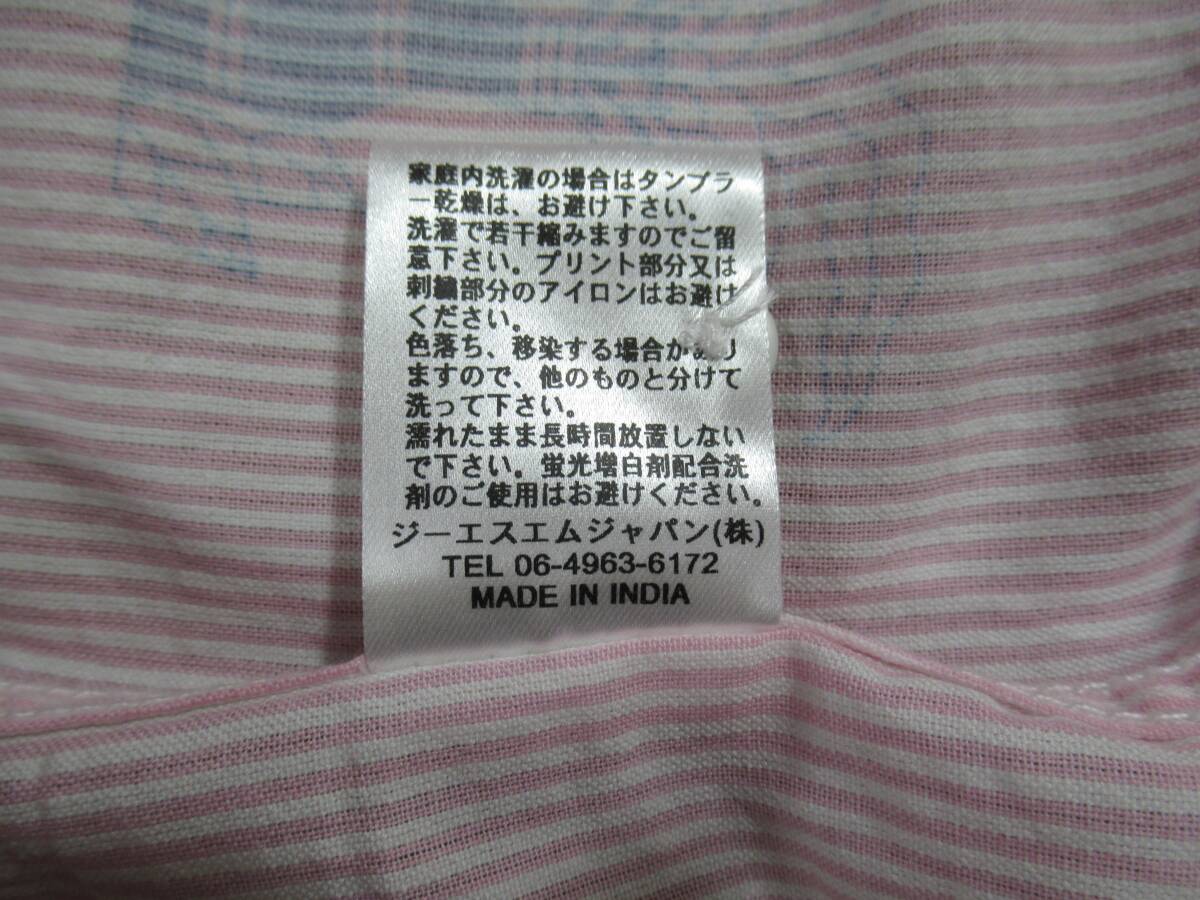 家庭内洗濯の場合はタンブラ
ー乾燥は、お避け下さい。
洗濯で若干縮みますのでご留
意下さい。プリント部分又は
刺繍部分のアイロンはお避け
ください。
色落ち、移染する場合があり
ますので、他のものと分けて
洗って下さい。
濡れたまま長時間放置しない
で下さい。蛍光増白剤配合洗
剤のご使用はお避けください。
ジーエスエムジャパン(株)
TEL 06-4963-6172
MADE IN INDIA